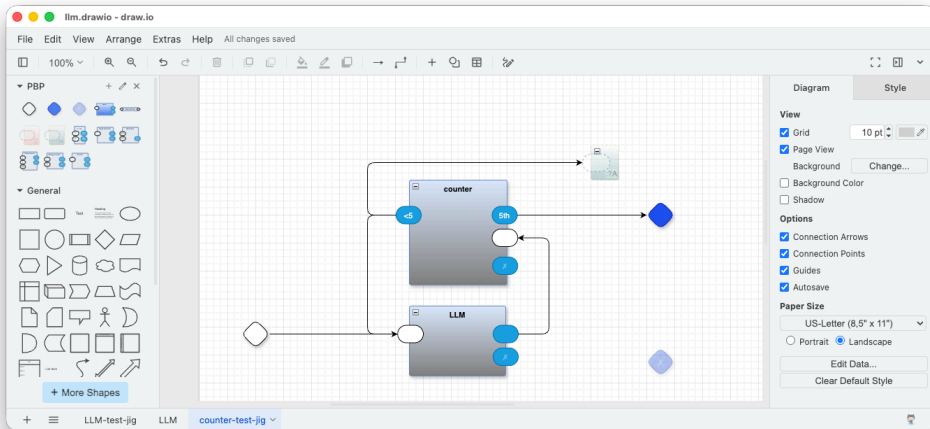 llm.drawio - draw.io
File Edit View Arrange Extras Help All changes saved
100%
PBP
General
Text
Heading
More Shapes
counter
<5
5th
LLM
?A
Diagram
Style
View
Grid
10 pt
Page View
Background
Change...
Background Color
Shadow
Options
Connection Arrows
Connection Points
Guides
Autosave
Paper Size
US-Letter (8,5" x 11")
Portrait
Landscape
Edit Data...
Clear Default Style
LLM-test-jig
LLM
counter-test-jig